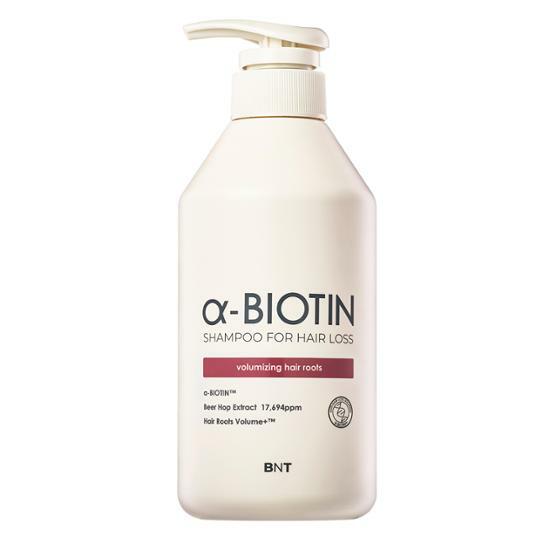 α-BIOTIN
SHAMPOO FOR HAIR LOSS
volumizing hair roots
α-BIOTIN™
Beer Hop Extract 17,694ppm
Hair Roots Volume+™
BNT